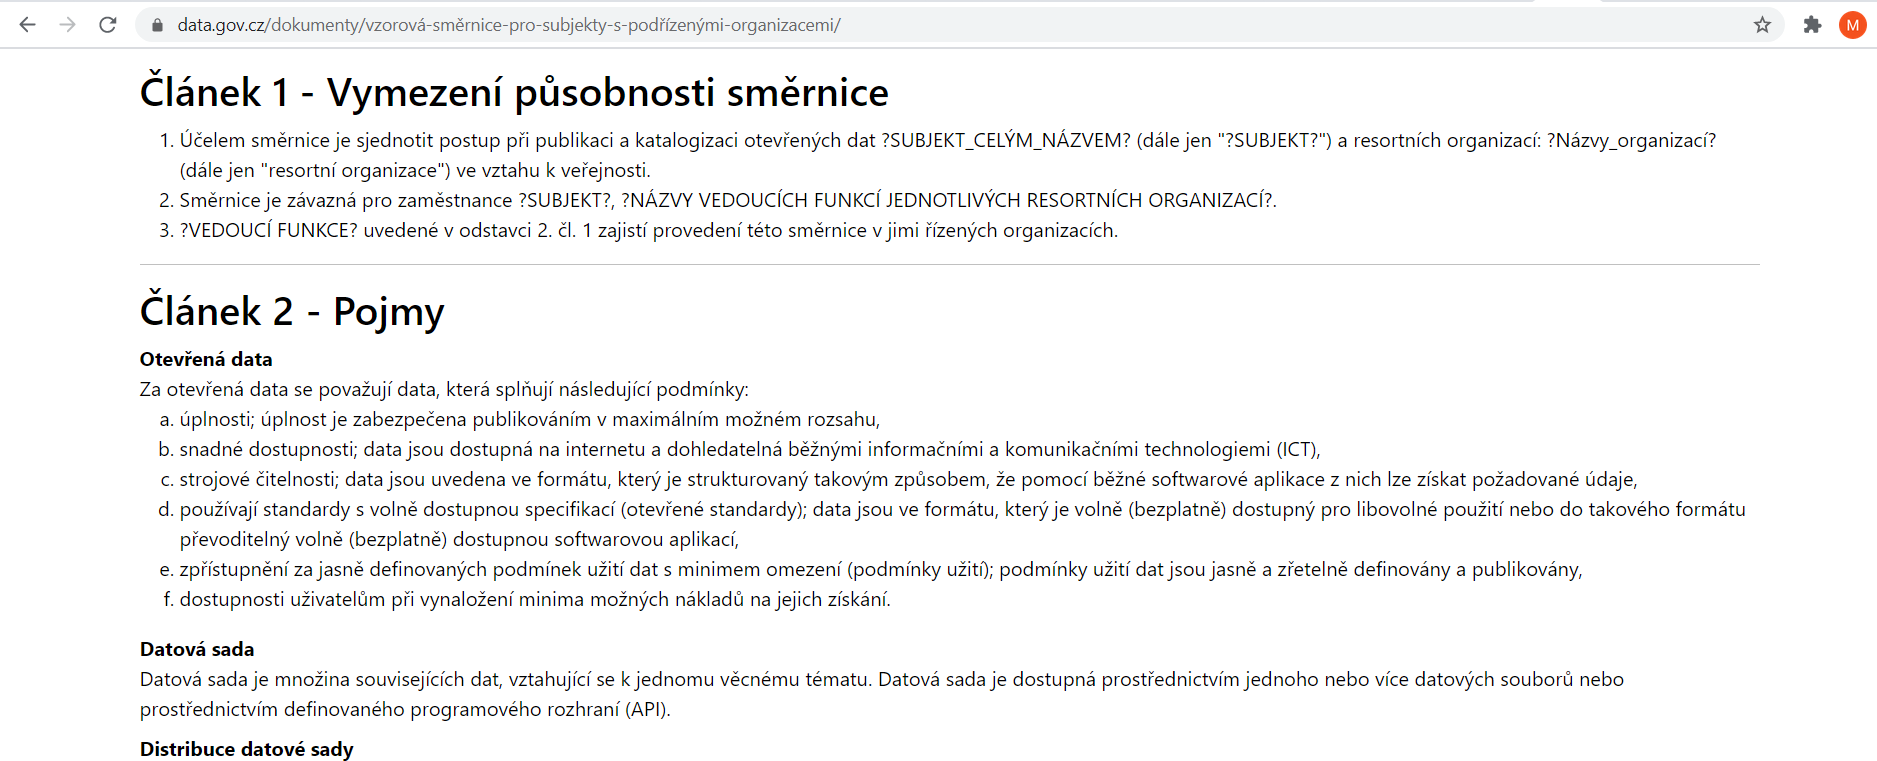 data.gov.cz/dokumenty/vzorová-směrnice-pro-subjekty-s-podřízenými-organizacemi/
M
Článek 1 - Vymezení působnosti směrnice
1. Účelem směrnice je sjednotit postup při publikaci a katalogizaci otevřených dat ?SUBJEKT_CELÝM_NÁZVEM? (dále jen "?SUBJEKT?") a resortních organizací: ?Názvy_organizací?
(dále jen "resortní organizace") ve vztahu k veřejnosti.
2. Směrnice je závazná pro zaměstnance ?SUBJEKT?, ?NÁZVY VEDOUCÍCH FUNKCÍ JEDNOTLIVÝCH RESORTNÍCH ORGANIZACÍ?.
3. ?VEDOUCÍ FUNKCE? uvedené v odstavci 2. čl. 1 zajistí provedení této směrnice v jimi řízených organizacích.
Článek 2 - Pojmy
Otevřená data
Za otevřená data se považují data, která splňují následující podmínky:
a. úplnosti; úplnost je zabezpečena publikováním v maximálním možném rozsahu,
b. snadné dostupnosti; data jsou dostupná na internetu a dohledatelná běžnými informačními a komunikačními technologiemi (ICT),
c. strojové čitelnosti; data jsou uvedena ve formátu, který je strukturovaný takovým způsobem, že pomocí běžné softwarové aplikace z nich lze získat požadované údaje,
d. používají standardy s volně dostupnou specifikací (otevřené standardy); data jsou ve formátu, který je volně (bezplatně) dostupný pro libovolné použití nebo do takového formátu
převoditelný volně (bezplatně) dostupnou softwarovou aplikací,
e. zpřístupnění za jasně definovaných podmínek užití dat s minimem omezení (podmínky užití); podmínky užití dat jsou jasně a zřetelně definovány a publikovány,
f. dostupnosti uživatelům při vynaložení minima možných nákladů na jejich získání.
Datová sada
Datová sada je množina souvisejících dat, vztahující se k jednomu věcnému tématu. Datová sada je dostupná prostřednictvím jednoho nebo více datových souborů nebo
prostřednictvím definovaného programového rozhraní (API).
Distribuce datové sady